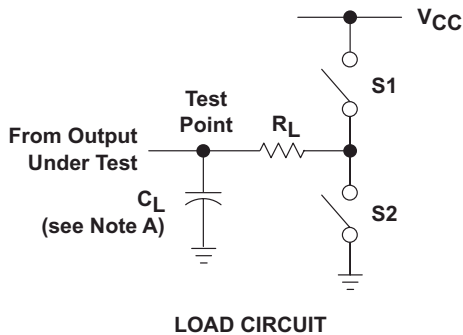 VCC
S1
Test
Point
RL
From Output
Under Test
CL
(see Note A)
S2
LOAD CIRCUIT